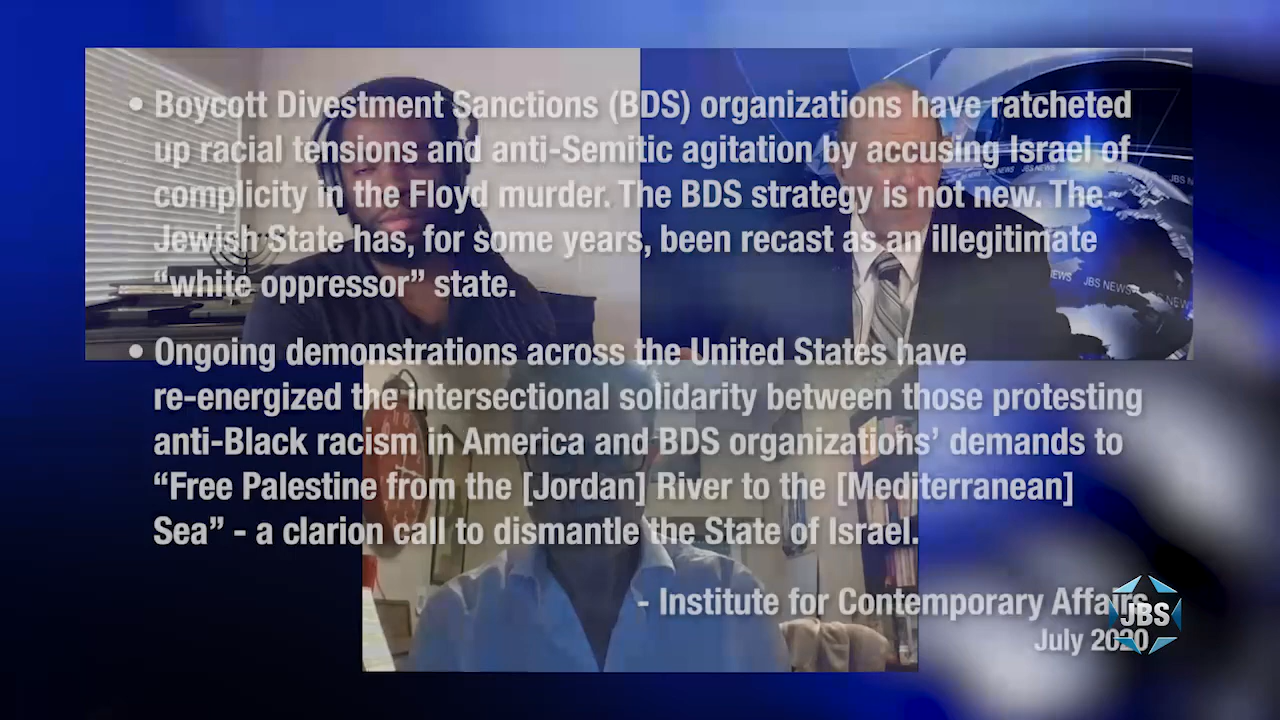 • Boycott Divestment Sanctions (BDS) organizations have ratcheted
up racial tensions and anti-Semitic agitation by accusing Israel of
complicity in the Floyd murder. The BDS strategy is not new. The
Jewish State has, for some years, been recast as an illegitimate
“white oppressor” state.
• Ongoing demonstrations across the United States have
re-energized the intersectional solidarity between those protesting
anti-Black racism in America and BDS organizations’ demands to
“Free Palestine from the [Jordan] River to the [Mediterranean]
Sea” - a clarion call to dismantle the State of Israel.
- Institute for Contemporary Affairs
July 2020
JBS
JBS NEWS